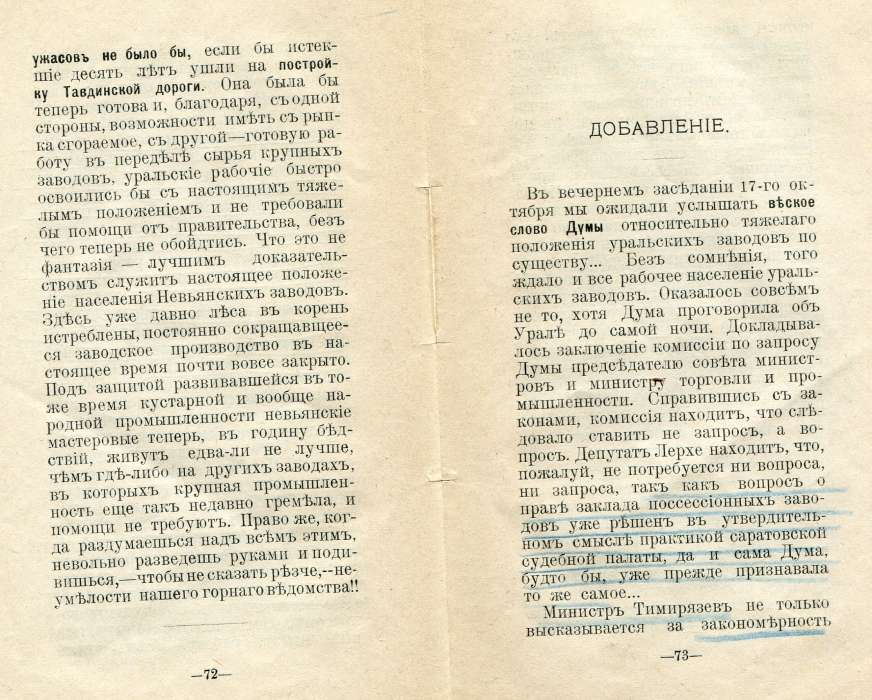 ужасовъ не было бы, если бы истек-
шіе десять лѣтъ ушли на построй-
ку Тавдинской дороги. Она была бы
теперь готова и, благодаря, съ одной
стороны, возможности имѣть съ рын-
ка сгораемое, съ другой—готовую ра-
боту въ передѣлѣ сырья крупныхъ
заводовъ, уральскіе рабочіе быстро
освоились бы съ настоящимъ тяже-
лымъ положеніемъ и не требовали
бы помощи отъ правительства, безъ
чего теперь не обойдтись. Что это не
фантазія — лучшимъ доказатель-
ствомъ служитъ настоящее положе-
ніе населенія Невьянскихъ заводовъ.
Здѣсь уже давно лѣса въ корень
истреблены, постоянно сокращавшее-
ся заводское производство въ на-
стоящее время почти вовсе закрыто.
Подъ защитой развивавшейся въ то-
же время кустарной и вообще на-
родной промышленности невьянскіе
мастеровые теперь, въ годину бѣд-
ствій, живутъ едва-ли не лучше,
чѣмъ гдѣ-либо на другихъ заводахъ,
въ которыхъ крупная промышлен-
ность еще такъ недавно гремѣла, и
помощи не требуютъ. Право же, ког-
да раздумаешься надъ всѣмъ этимъ,
невольно разведешь руками и поди-
вишься,—чтобы не сказать рѣзче,--не-
умѣлости нашего горнаго вѣдомства!!
—72—
ДОБАВЛЕНІЕ.
Въ вечернемъ засѣданіи 17-го ок-
тября мы ожидали услышать вѣское
слово Думы относительно тяжелаго
положенія уральскихъ заводовъ по
существу... Безъ сомнѣнія, того
ждало и все рабочее населеніе ураль-
скихъ заводовъ. Оказалось совсѣмъ
не то, хотя Дума проговорила объ
Уралѣ до самой ночи. Докладыва-
лось заключеніе комиссіи по запросу
Думы предсѣдателю совѣта минист-
ровъ и министру торговли и про-
мышленности. Справившись съ за-
конами, комиссія находитъ, что слѣ-
довало ставить не запросъ, а во-
просъ. Депутатъ Лерхе находитъ, что,
пожалуй, не потребуется ни вопроса,
ни запроса, такъ какъ вопросъ о
правѣ заклада поссессіонныхъ заво-
довъ уже рѣшенъ въ утвердитель-
номъ смыслѣ практикой саратовской
судебной палаты, да и сама Дума,
будто бы, уже прежде признавала
то же самое...
Министръ Тимирязевъ не только
высказывается за закономѣрность
—73—